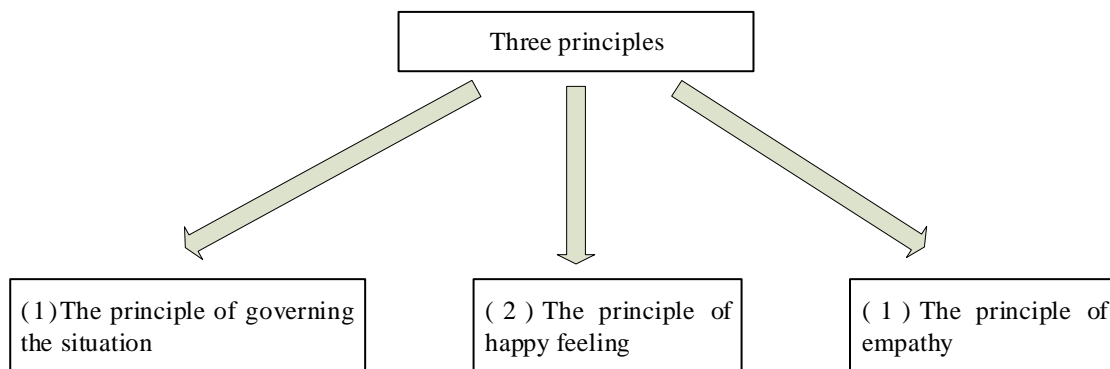 Three principles
(1)The principle of governing
the situation
(2)The principle of
happy feeling
(1)The principle of
empathy